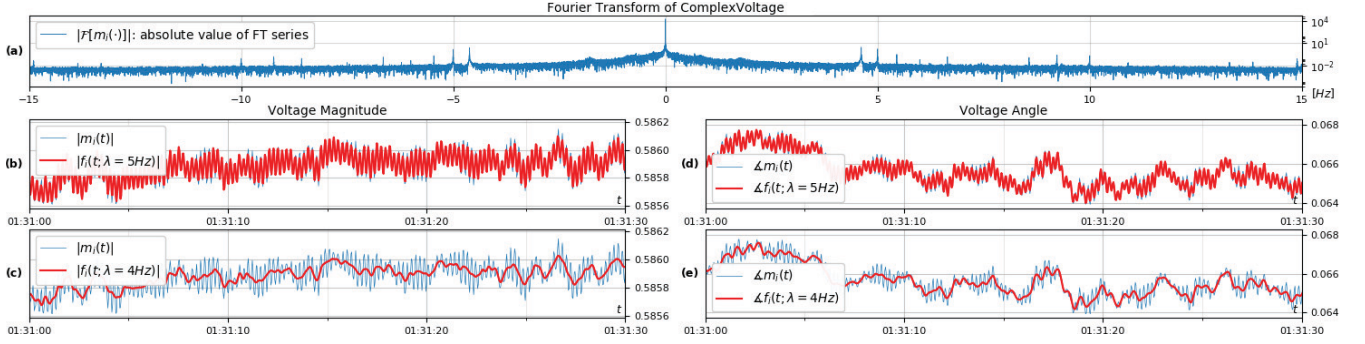 Fourier Transform of ComplexVoltage
(a)
|ℱ[mᵢ(·)]|: absolute value of FT series
10⁴
10¹
10⁻²
−15 −10 −5 0 5 10 15
[Hz]
Voltage Magnitude
(b)
|mᵢ(t)|
|fᵢ(t; λ = 5Hz)|
0.5862
0.5860
0.5858
0.5856
t
01:31:00 01:31:10 01:31:20 01:31:30
(c)
|mᵢ(t)|
|fᵢ(t; λ = 4Hz)|
0.5862
0.5860
0.5858
0.5856
t
01:31:00 01:31:10 01:31:20 01:31:30
Voltage Angle
(d)
∡mᵢ(t)
∡fᵢ(t; λ = 5Hz)
0.068
0.066
0.064
t
01:31:00 01:31:10 01:31:20 01:31:30
(e)
∡mᵢ(t)
∡fᵢ(t; λ = 4Hz)
0.068
0.066
0.064
t
01:31:00 01:31:10 01:31:20 01:31:30